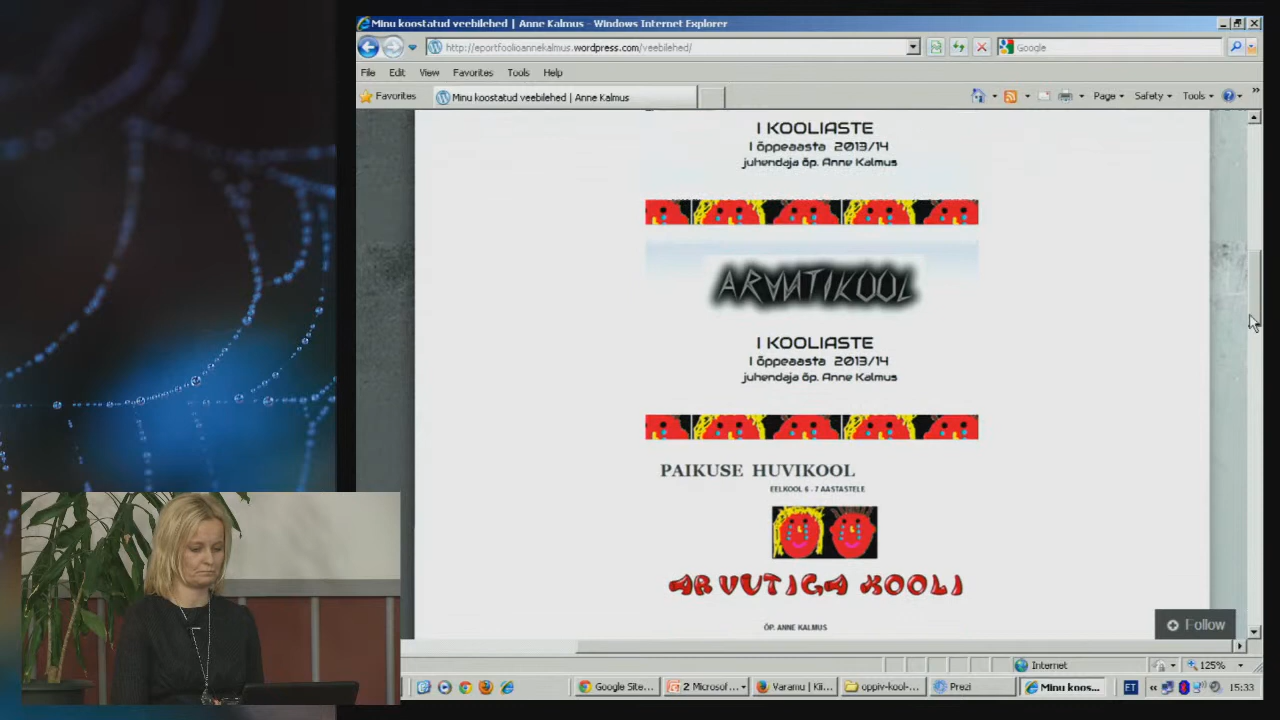 Minu koostatud veebilehed | Anne Kalmus - Windows Internet Explorer
http://eportfoolioannekalmus.wordpress.com/veebilehed/
Google
File Edit View Favorites Tools Help
Favorites
Minu koostatud veebilehed | Anne Kalmus
Page Safety Tools
I KOOLIASTE
I õppeaasta 2013/14
juhendaja õp. Anne Kalmus
ARVUTIKOOL
I KOOLIASTE
I õppeaasta 2013/14
juhendaja õp. Anne Kalmus
PAIKUSE HUVIKOOL
EELKOOL 6 - 7 AASTASTELE
ARVUTIGA KOOLI
ÕP. ANNE KALMUS
Follow
Internet
125%
Google Site...
2 Microsof...
Varamu | Kii...
oppiv-kool-...
Prezi
Minu koos...
ET
15:33